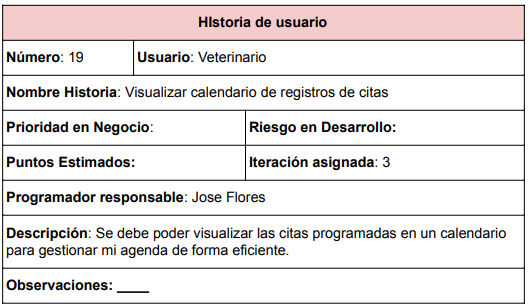 HIstoria de usuario
Número: 19 Usuario: Veterinario
Nombre Historia: Visualizar calendario de registros de citas
Prioridad en Negocio: Riesgo en Desarrollo:
Puntos Estimados: Iteración asignada: 3
Programador responsable: Jose Flores
Descripción: Se debe poder visualizar las citas programadas en un calendario
para gestionar mi agenda de forma eficiente.
Observaciones: ____